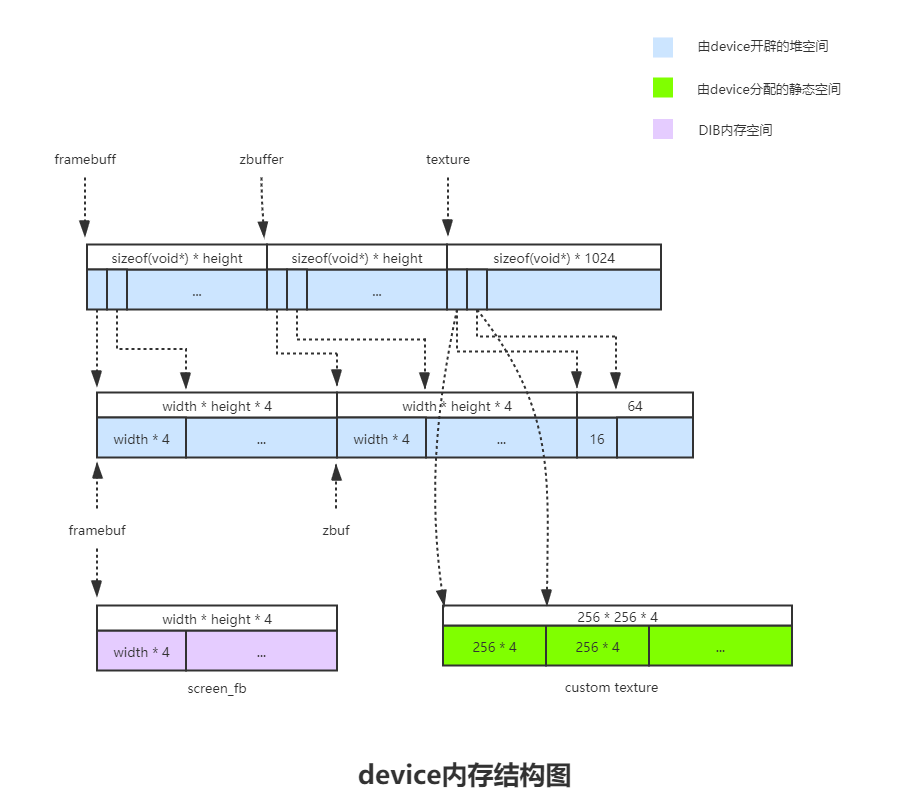 由device开辟的堆空间
由device分配的静态空间
DIB内存空间
framebuff zbuffer texture
sizeof(void*) * height sizeof(void*) * height sizeof(void*) * 1024
... ...
width * height * 4 width * height * 4 64
width * 4 ... width * 4 ... 16
framebuf zbuf
width * height * 4 256 * 256 * 4
width * 4 ... 256 * 4 256 * 4 ...
screen_fb custom texture
device内存结构图